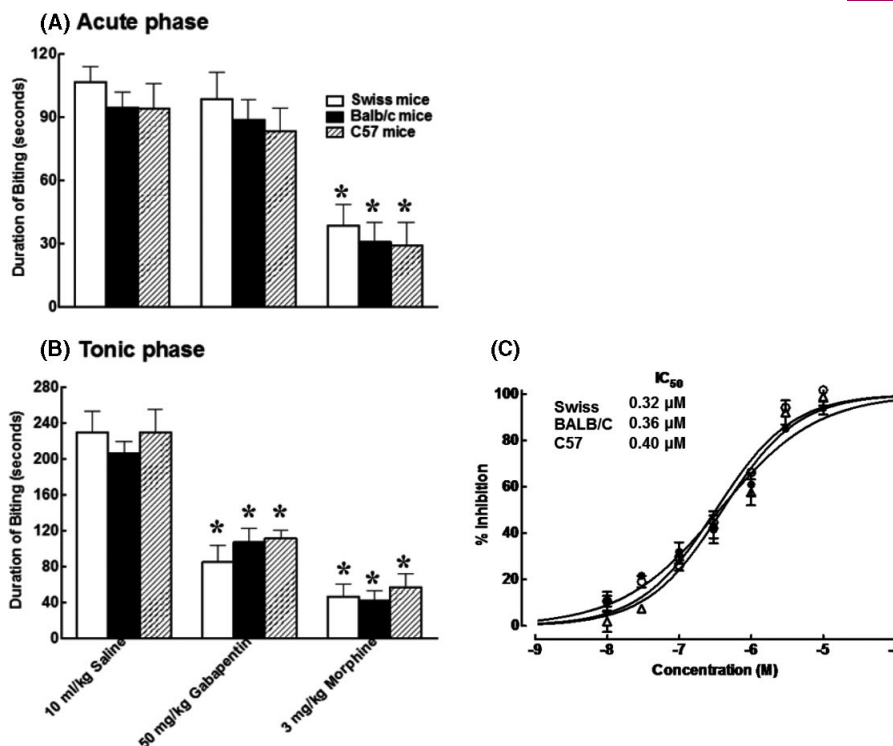 (A) Acute phase
120
90
60
30
0
Duration of Biting (seconds)
Swiss mice
Balb/c mice
C57 mice
* * *
(B) Tonic phase
280
240
200
160
120
80
40
0
Duration of Biting (seconds)
* * *
* * *
10 ml/kg Saline
50 mg/kg Gabapentin
3 mg/kg Morphine
(C)
IC50
Swiss 0.32 µM
BALB/C 0.36 µM
C57 0.40 µM
100
80
60
40
20
0
% Inhibition
-9 -8 -7 -6 -5
Concentration (M)